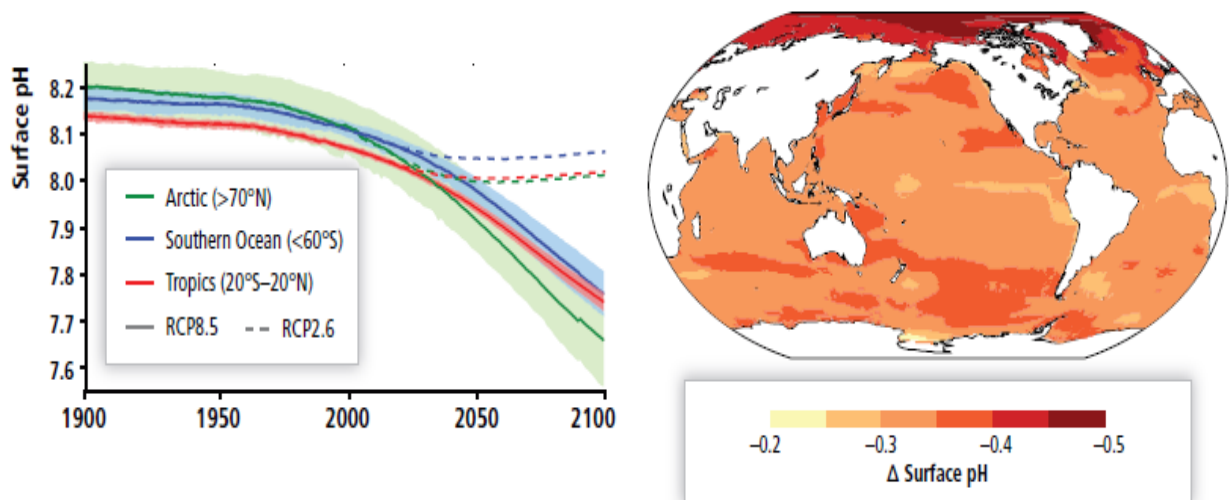 Surface pH
8.2
8.1
8.0
7.9
7.8
7.7
7.6
Arctic (>70°N)
Southern Ocean (<60°S)
Tropics (20°S–20°N)
RCP8.5 RCP2.6
1900 1950 2000 2050 2100
–0.2 –0.3 –0.4 –0.5
Δ Surface pH